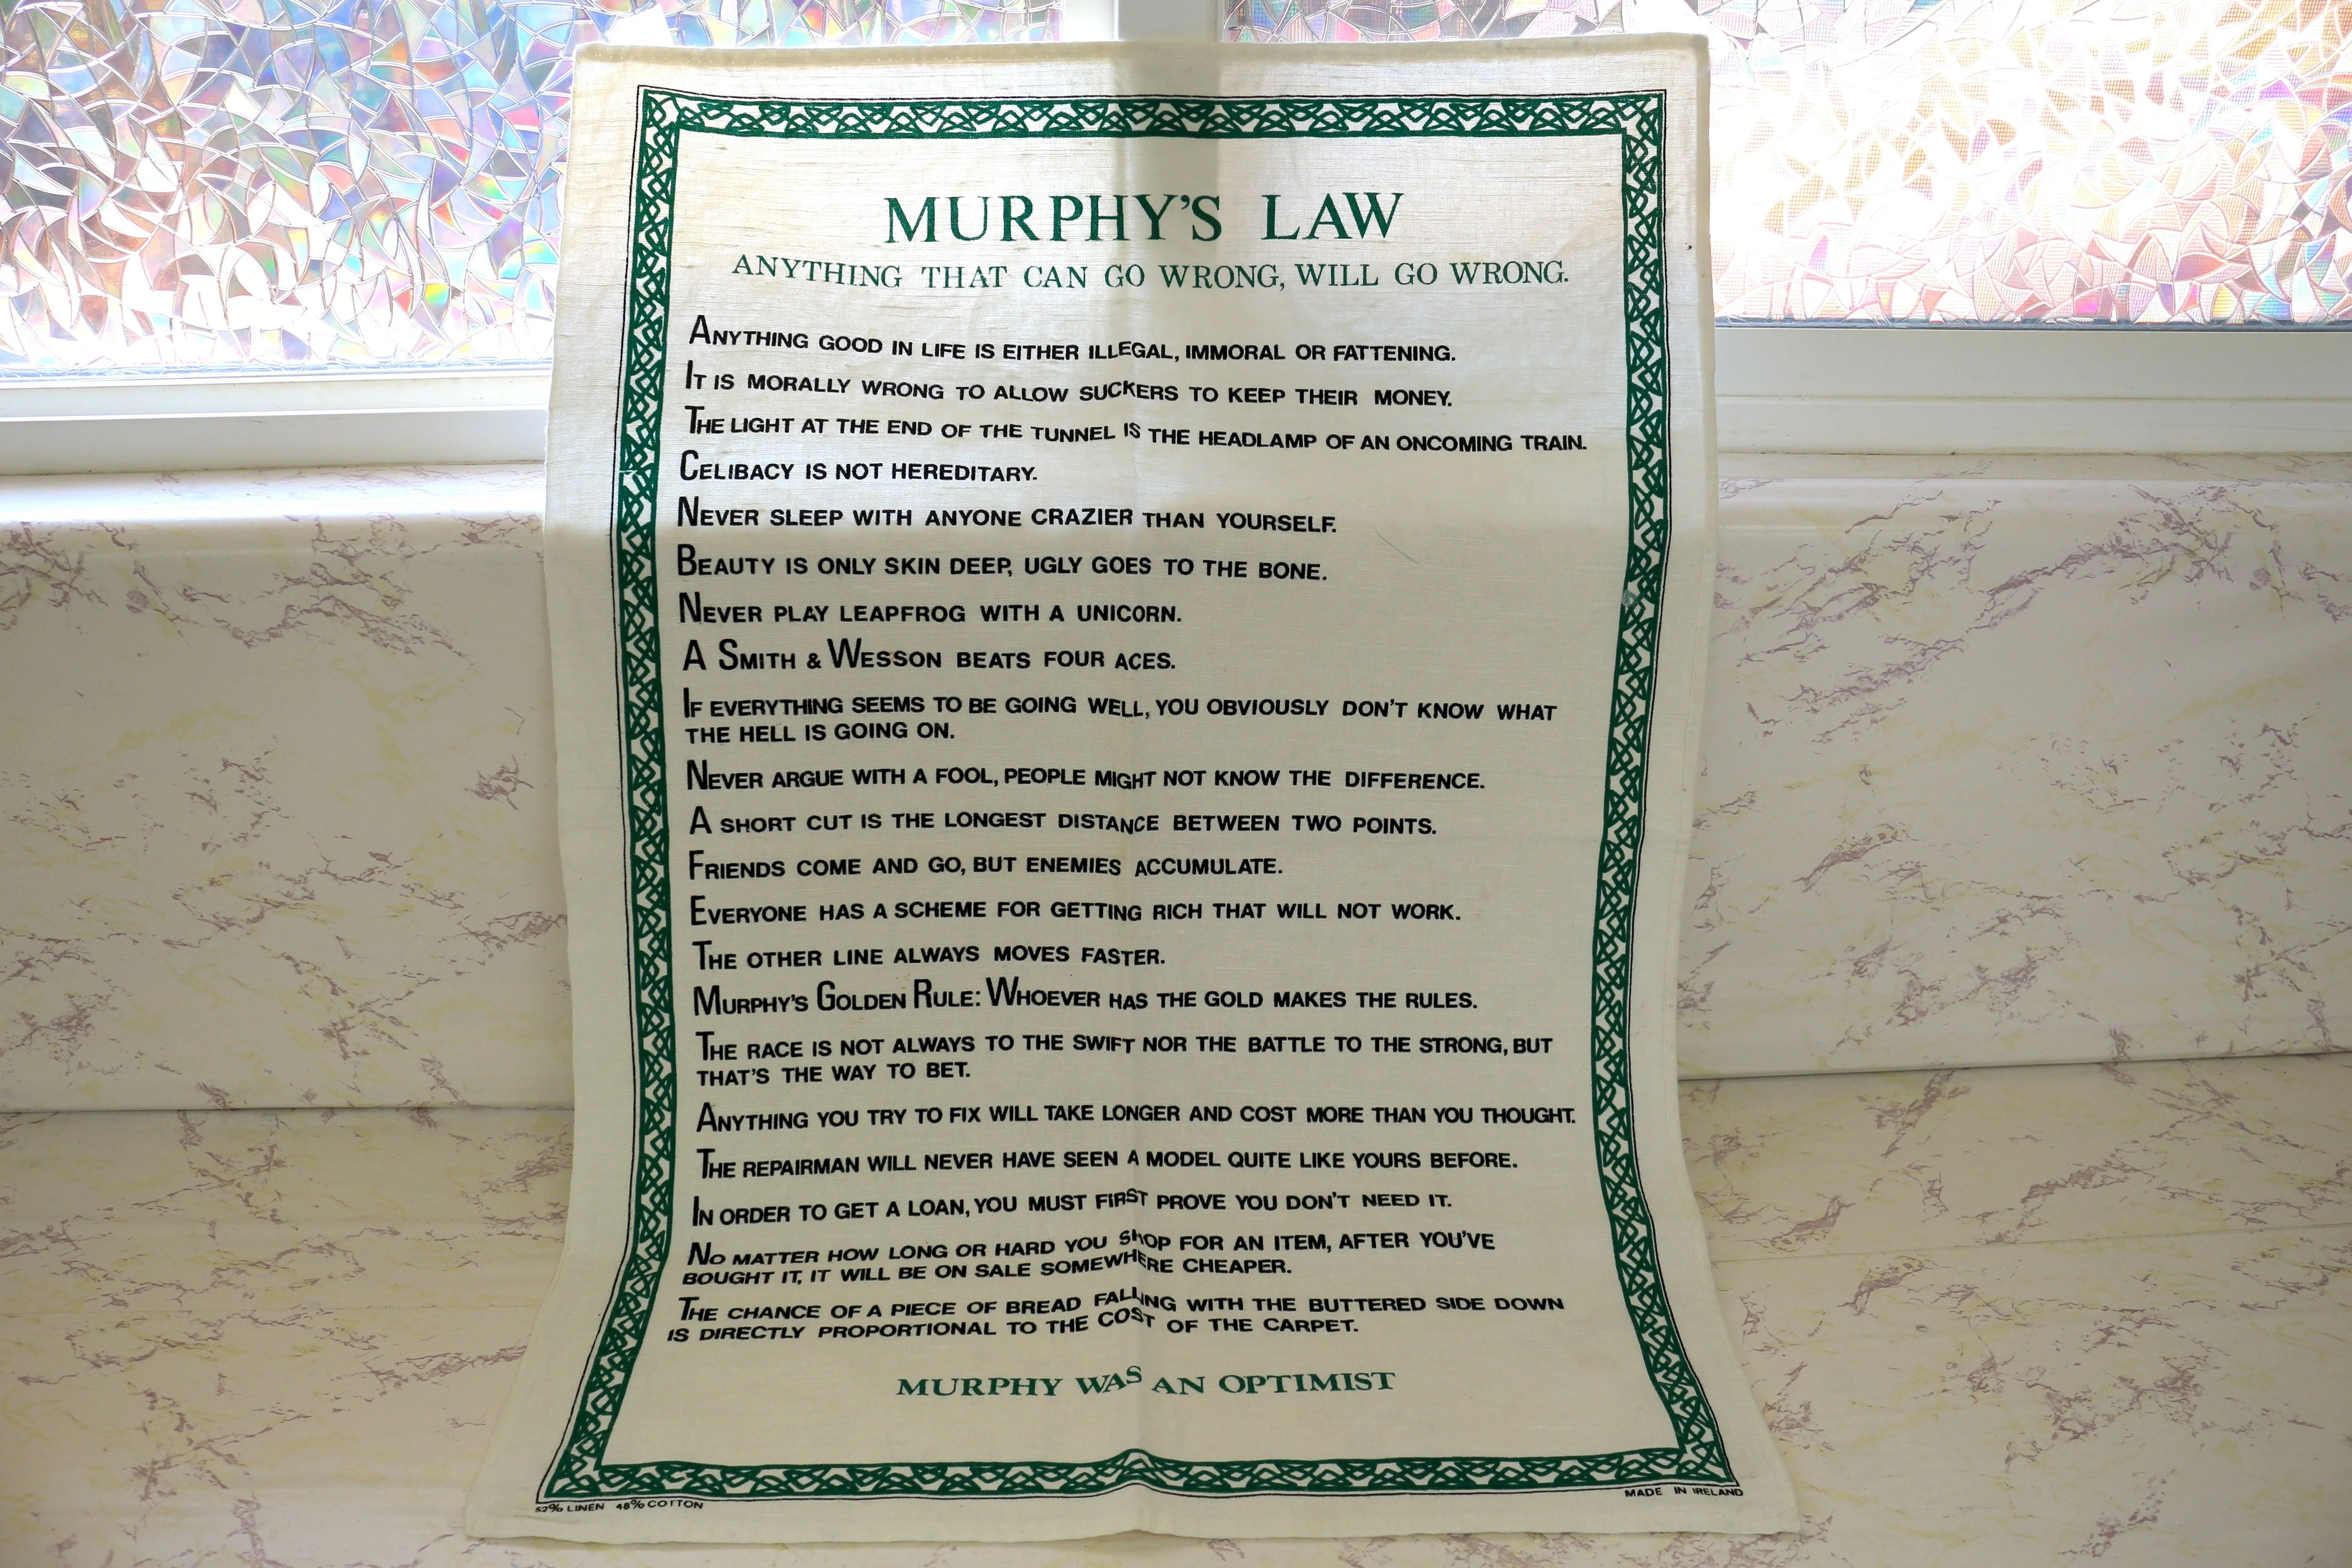 MURPHY'S LAW
ANYTHING THAT CAN GO WRONG, WILL GO WRONG.
ANYTHING GOOD IN LIFE IS EITHER ILLEGAL, IMMORAL OR FATTENING.
IT IS MORALLY WRONG TO ALLOW SUCKERS TO KEEP THEIR MONEY.
THE LIGHT AT THE END OF THE TUNNEL IS THE HEADLAMP OF AN ONCOMING TRAIN.
CELIBACY IS NOT HEREDITARY.
NEVER SLEEP WITH ANYONE CRAZIER THAN YOURSELF.
BEAUTY IS ONLY SKIN DEEP, UGLY GOES TO THE BONE.
NEVER PLAY LEAPFROG WITH A UNICORN.
A SMITH & WESSON BEATS FOUR ACES.
IF EVERYTHING SEEMS TO BE GOING WELL, YOU OBVIOUSLY DON'T KNOW WHAT
THE HELL IS GOING ON.
NEVER ARGUE WITH A FOOL, PEOPLE MIGHT NOT KNOW THE DIFFERENCE.
A SHORT CUT IS THE LONGEST DISTANCE BETWEEN TWO POINTS.
FRIENDS COME AND GO, BUT ENEMIES ACCUMULATE.
EVERYONE HAS A SCHEME FOR GETTING RICH THAT WILL NOT WORK.
THE OTHER LINE ALWAYS MOVES FASTER.
MURPHY'S GOLDEN RULE: WHOEVER HAS THE GOLD MAKES THE RULES.
THE RACE IS NOT ALWAYS TO THE SWIFT NOR THE BATTLE TO THE STRONG, BUT
THAT'S THE WAY TO BET.
ANYTHING YOU TRY TO FIX WILL TAKE LONGER AND COST MORE THAN YOU THOUGHT.
THE REPAIRMAN WILL NEVER HAVE SEEN A MODEL QUITE LIKE YOURS BEFORE.
IN ORDER TO GET A LOAN, YOU MUST FIRST PROVE YOU DON'T NEED IT.
NO MATTER HOW LONG OR HARD YOU SHOP FOR AN ITEM, AFTER YOU'VE
BOUGHT IT, IT WILL BE ON SALE SOMEWHERE CHEAPER.
THE CHANCE OF A PIECE OF BREAD FALLING WITH THE BUTTERED SIDE DOWN
IS DIRECTLY PROPORTIONAL TO THE COST OF THE CARPET.
MURPHY WAS AN OPTIMIST
52% LINEN 48% COTTON
MADE IN IRELAND